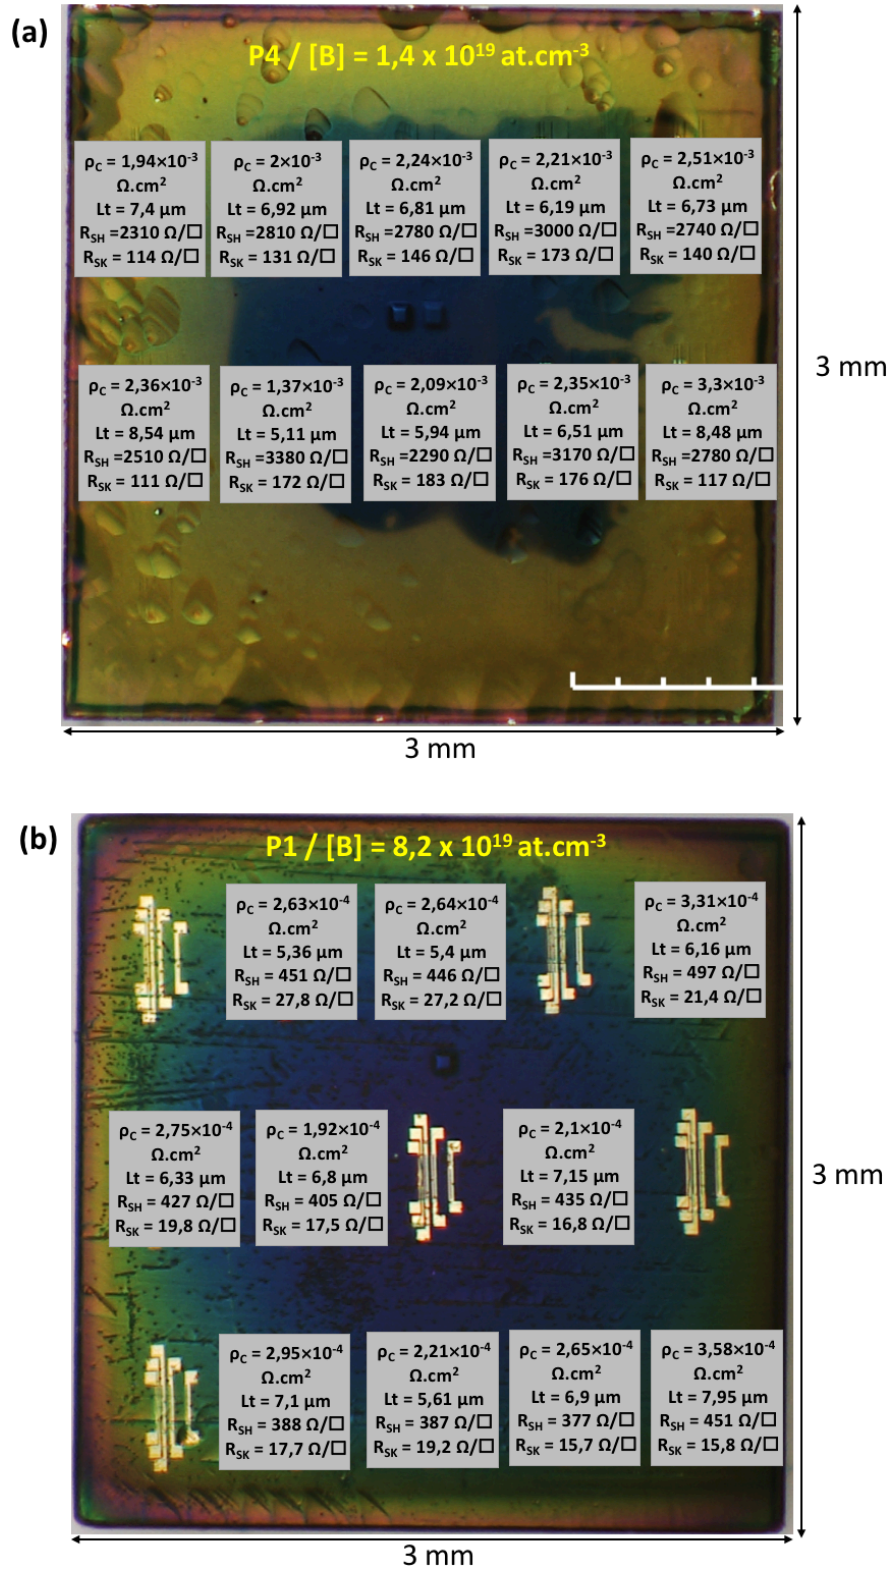 (a)
P4 / [B] = 1,4 x 10¹⁹ at.cm⁻³
ρC = 1,94×10⁻³
Ω.cm²
Lt = 7,4 µm
RSH =2310 Ω/□
RSK = 114 Ω/□
ρC = 2×10⁻³
Ω.cm²
Lt = 6,92 µm
RSH =2810 Ω/□
RSK = 131 Ω/□
ρC = 2,24×10⁻³
Ω.cm²
Lt = 6,81 µm
RSH =2780 Ω/□
RSK = 146 Ω/□
ρC = 2,21×10⁻³
Ω.cm²
Lt = 6,19 µm
RSH = 3000 Ω/□
RSK = 173 Ω/□
ρC = 2,51×10⁻³
Ω.cm²
Lt = 6,73 µm
RSH =2740 Ω/□
RSK = 140 Ω/□
3 mm
ρC = 2,36×10⁻³
Ω.cm²
Lt = 8,54 µm
RSH =2510 Ω/□
RSK = 111 Ω/□
ρC = 1,37×10⁻³
Ω.cm²
Lt = 5,11 µm
RSH =3380 Ω/□
RSK = 172 Ω/□
ρC = 2,09×10⁻³
Ω.cm²
Lt = 5,94 µm
RSH =2290 Ω/□
RSK = 183 Ω/□
ρC = 2,35×10⁻³
Ω.cm²
Lt = 6,51 µm
RSH =3170 Ω/□
RSK = 176 Ω/□
ρC = 3,3×10⁻³
Ω.cm²
Lt = 8,48 µm
RSH =2780 Ω/□
RSK = 117 Ω/□
3 mm
(b)
P1 / [B] = 8,2 x 10¹⁹ at.cm⁻³
ρC = 2,63×10⁻⁴
Ω.cm²
Lt = 5,36 µm
RSH = 451 Ω/□
RSK = 27,8 Ω/□
ρC = 2,64×10⁻⁴
Ω.cm²
Lt = 5,4 µm
RSH = 446 Ω/□
RSK = 27,2 Ω/□
ρC = 3,31×10⁻⁴
Ω.cm²
Lt = 6,16 µm
RSH = 497 Ω/□
RSK = 21,4 Ω/□
ρC = 2,75×10⁻⁴
Ω.cm²
Lt = 6,33 µm
RSH = 427 Ω/□
RSK = 19,8 Ω/□
ρC = 1,92×10⁻⁴
Ω.cm²
Lt = 6,8 µm
RSH = 405 Ω/□
RSK = 17,5 Ω/□
ρC = 2,1×10⁻⁴
Ω.cm²
Lt = 7,15 µm
RSH = 435 Ω/□
RSK = 16,8 Ω/□
3 mm
ρC = 2,95×10⁻⁴
Ω.cm²
Lt = 7,1 µm
RSH = 388 Ω/□
RSK = 17,7 Ω/□
ρC = 2,21×10⁻⁴
Ω.cm²
Lt = 5,61 µm
RSH = 387 Ω/□
RSK = 19,2 Ω/□
ρC = 2,65×10⁻⁴
Ω.cm²
Lt = 6,9 µm
RSH = 377 Ω/□
RSK = 15,7 Ω/□
ρC = 3,58×10⁻⁴
Ω.cm²
Lt = 7,95 µm
RSH = 451 Ω/□
RSK = 15,8 Ω/□
3 mm